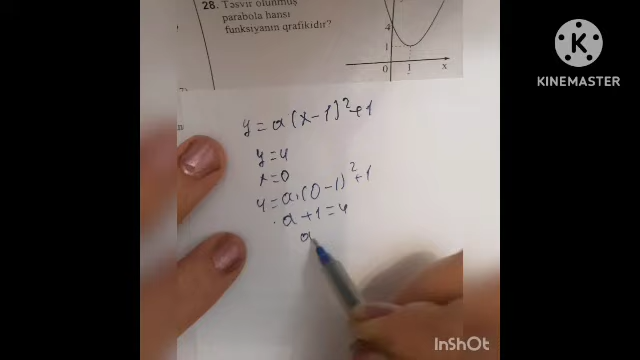 28. Təsvir olunmuş
parabola hansı
funksiyanın qrafikidir?
4
1
0 1 x
y = a(x-1)²+1
y = 4
x = 0
4 = a·(0-1)²+1
a+1=4
a
KINEMASTER
InShOt